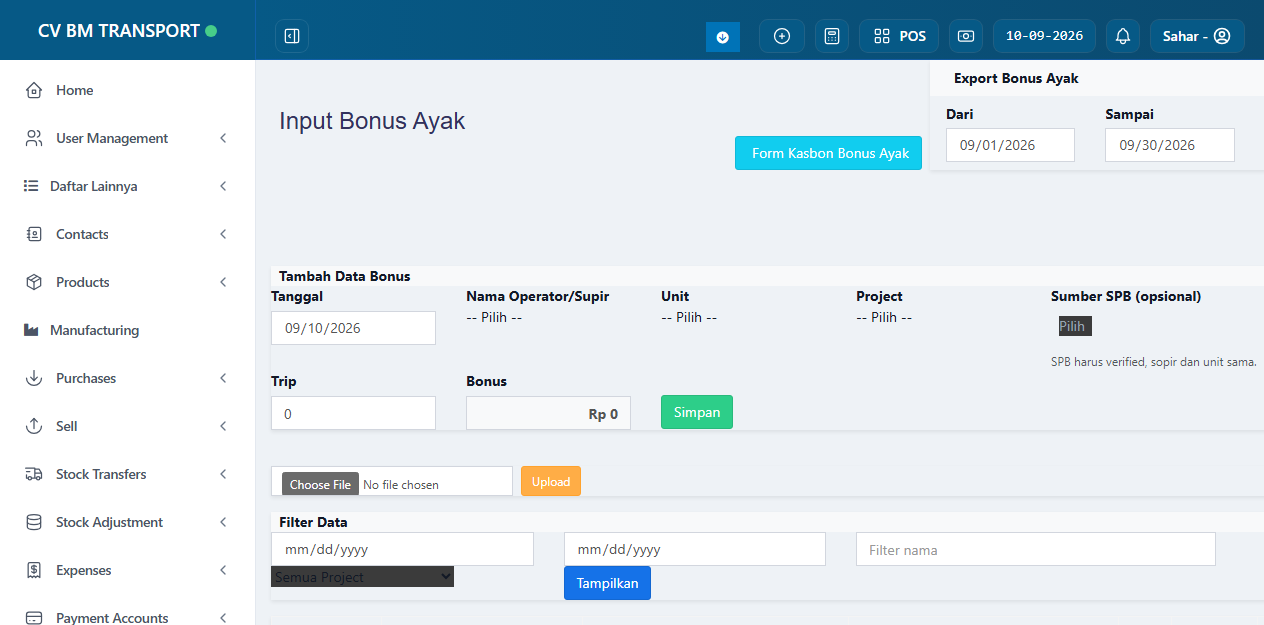 CV BM TRANSPORT
POS
10-09-2026
Sahar -
Home
User Management
Daftar Lainnya
Contacts
Products
Manufacturing
Purchases
Sell
Stock Transfers
Stock Adjustment
Expenses
Payment Accounts
Input Bonus Ayak
Form Kasbon Bonus Ayak
Export Bonus Ayak
Dari
Sampai
09/01/2026
09/30/2026
Tambah Data Bonus
Tanggal
Nama Operator/Supir
Unit
Project
Sumber SPB (opsional)
09/10/2026
-- Pilih --
-- Pilih --
-- Pilih --
Pilih
SPB harus verified, sopir dan unit sama.
Trip
Bonus
0
Rp 0
Simpan
Choose File
No file chosen
Upload
Filter Data
mm/dd/yyyy
mm/dd/yyyy
Filter nama
Semua Project
Tampilkan